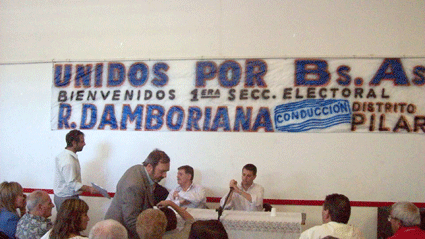 UNIDOS POR Bs. As
BIENVENIDOS 1ERA SECC. ELECTORAL
R. DAMBORIANA CONDUCCIÓN DISTRITO PILAR